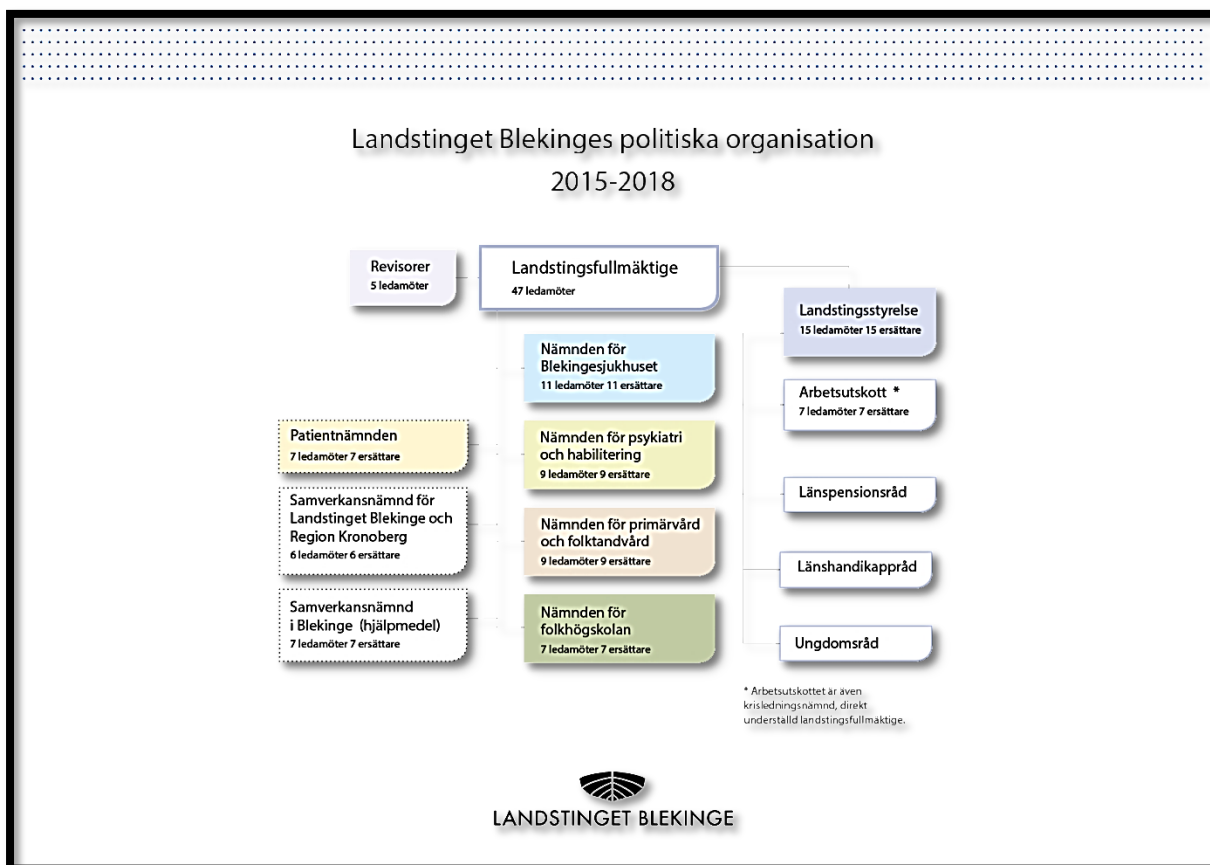 Landstinget Blekinges politiska organisation
2015-2018
Revisorer
5 ledamöter
Landstingsfullmäktige
47 ledamöter
Landstingsstyrelse
15 ledamöter 15 ersättare
Nämnden för
Blekingesjukhuset
11 ledamöter 11 ersättare
Arbetsutskott *
7 ledamöter 7 ersättare
Patientnämnden
7 ledamöter 7 ersättare
Nämnden för psykiatri
och habilitering
9 ledamöter 9 ersättare
Länspensionsråd
Samverkansnämnd för
Landstinget Blekinge och
Region Kronoberg
6 ledamöter 6 ersättare
Nämnden för primärvård
och folktandvård
9 ledamöter 9 ersättare
Länshandikappråd
Samverkansnämnd
i Blekinge (hjälpmedel)
7 ledamöter 7 ersättare
Nämnden för
folkhögskolan
7 ledamöter 7 ersättare
Ungdomsråd
* Arbetsutskottet är även
krisledningsnämnd, direkt
underställd landstingsfullmäktige.
LANDSTINGET BLEKINGE